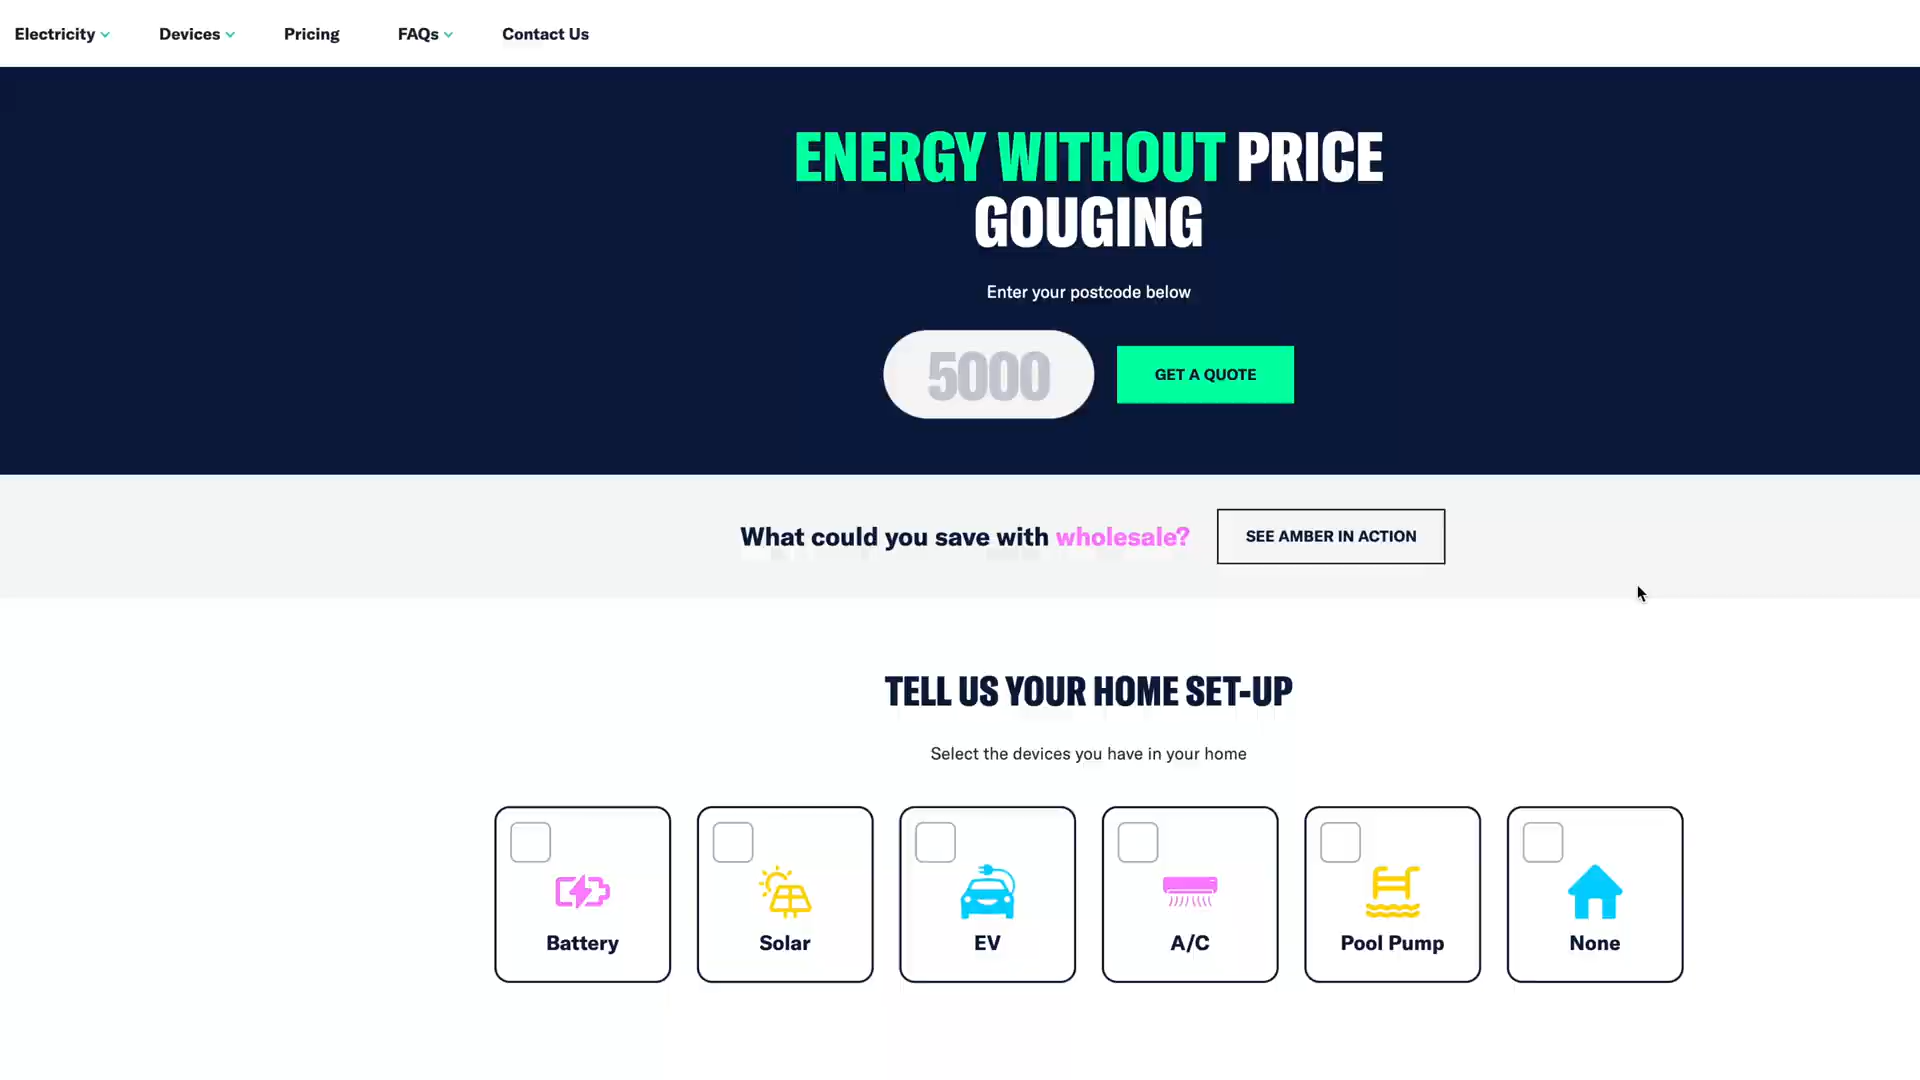 Electricity
Devices
Pricing
FAQs
Contact Us
ENERGY WITHOUT PRICE
GOUGING
Enter your postcode below
5000
GET A QUOTE
What could you save with wholesale?
SEE AMBER IN ACTION
TELL US YOUR HOME SET-UP
Select the devices you have in your home
Battery
Solar
EV
A/C
Pool Pump
None